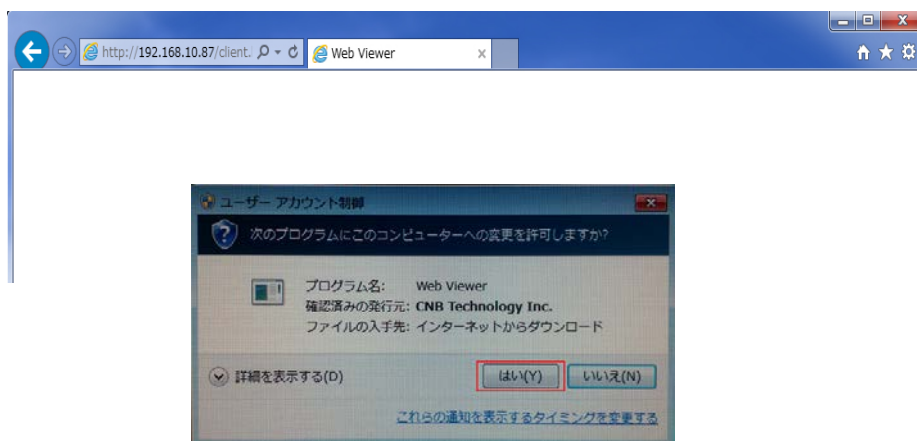 http://192.168.10.87/client.
Web Viewer
ユーザー アカウント制御
次のプログラムにこのコンピューターへの変更を許可しますか?
プログラム名: Web Viewer
確認済みの発行元: CNB Technology Inc.
ファイルの入手先: インターネットからダウンロード
詳細を表示する(D)
はい(Y)
いいえ(N)
これらの通知を表示するタイミングを変更する